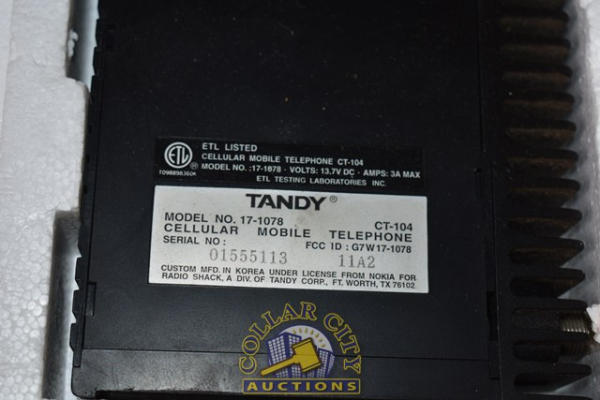 ETL LISTED
CELLULAR MOBILE TELEPHONE CT-104
MODEL NO. :17-1078 · VOLTS: 13.7V DC · AMPS: 3A MAX
ETL TESTING LABORATORIES INC.
ETL
TANDY®
MODEL NO. 17-1078 CT-104
CELLULAR MOBILE TELEPHONE
SERIAL NO : FCC ID : G7W17-1078
01555113 11A2
CUSTOM MFD. IN KOREA UNDER LICENSE FROM NOKIA FOR
RADIO SHACK, A DIV. OF TANDY CORP., FT. WORTH, TX 76102
COLLAR CITY
AUCTIONS